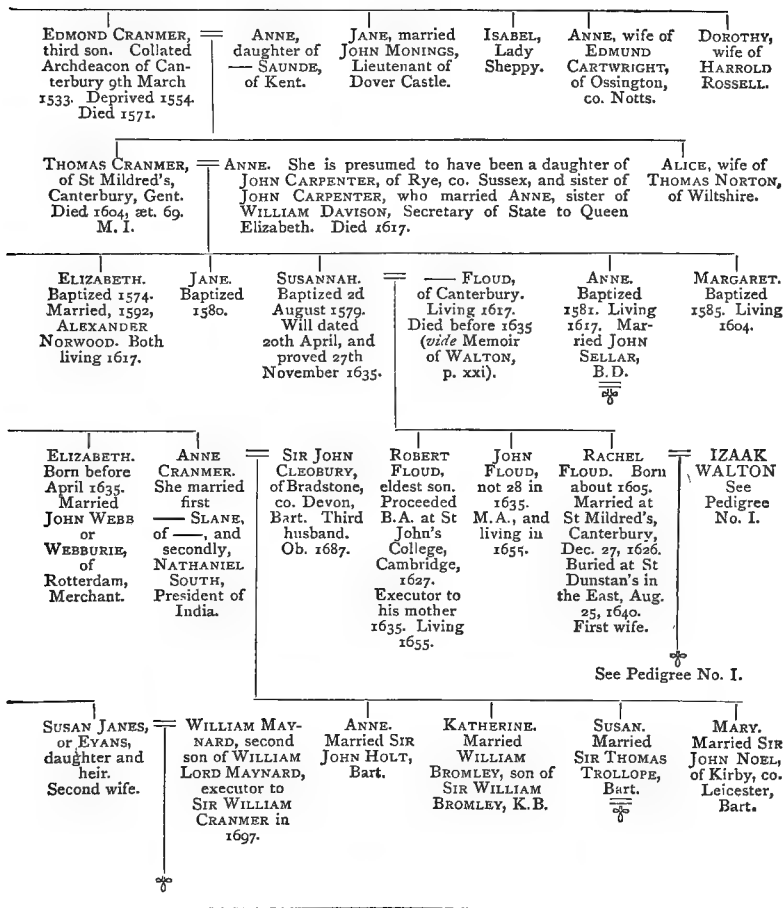 EDMOND CRANMER,
third son. Collated
Archdeacon of Can-
terbury 9th March
1533. Deprived 1554.
Died 1571.
ANNE,
daughter of
—— SAUNDE,
of Kent.
JANE, married
JOHN MONINGS,
Lieutenant of
Dover Castle.
ISABEL,
Lady
Sheppy.
ANNE, wife of
EDMUND
CARTWRIGHT,
of Ossington,
co. Notts.
DOROTHY,
wife of
HARROLD
ROSSELL.
THOMAS CRANMER,
of St Mildred's,
Canterbury, Gent.
Died 1604, æt. 69.
M. I.
ANNE. She is presumed to have been a daughter of
JOHN CARPENTER, of Rye, co. Sussex, and sister of
JOHN CARPENTER, who married ANNE, sister of
WILLIAM DAVISON, Secretary of State to Queen
Elizabeth. Died 1617.
ALICE, wife of
THOMAS NORTON,
of Wiltshire.
ELIZABETH.
Baptized 1574.
Married, 1592,
ALEXANDER
NORWOOD. Both
living 1617.
JANE.
Baptized
1580.
SUSANNAH.
Baptized 2d
August 1579.
Will dated
20th April, and
proved 27th
November 1635.
—— FLOUD,
of Canterbury.
Living 1617.
Died before 1635
(vide Memoir
of WALTON,
p. xxi).
ANNE.
Baptized
1581. Living
1617. Mar-
ried JOHN
SELLAR,
B.D.
MARGARET.
Baptized
1585. Living
1604.
ELIZABETH.
Born before
April 1635.
Married
JOHN WEBB
or
WEBBURIE,
of
Rotterdam,
Merchant.
ANNE
CRANMER.
She married
first
—— SLANE,
of ——, and
secondly,
NATHANIEL
SOUTH,
President of
India.
SIR JOHN
CLEOBURY,
of Bradstone,
co. Devon,
Bart. Third
husband.
Ob. 1687.
ROBERT
FLOUD,
eldest son.
Proceeded
B.A. at St
John's
College,
Cambridge,
1627.
Executor to
his mother
1635. Living
1655.
JOHN
FLOUD,
not 28 in
1635.
M.A., and
living in
1655.
RACHEL
FLOUD. Born
about 1605.
Married at
St Mildred's,
Canterbury,
Dec. 27, 1626.
Buried at St
Dunstan's in
the East, Aug.
25, 1640.
First wife.
IZAAK
WALTON
See
Pedigree
No. I.
See Pedigree No. I.
SUSAN JANES,
or EVANS,
daughter and
heir.
Second wife.
WILLIAM MAY-
NARD, second
son of WILLIAM
LORD MAYNARD,
executor to
SIR WILLIAM
CRANMER in
1697.
ANNE.
Married SIR
JOHN HOLT,
Bart.
KATHERINE.
Married
WILLIAM
BROMLEY, son of
SIR WILLIAM
BROMLEY, K.B.
SUSAN.
Married
SIR THOMAS
TROLLOPE,
Bart.
MARY.
Married SIR
JOHN NOEL,
of Kirby, co.
Leicester,
Bart.